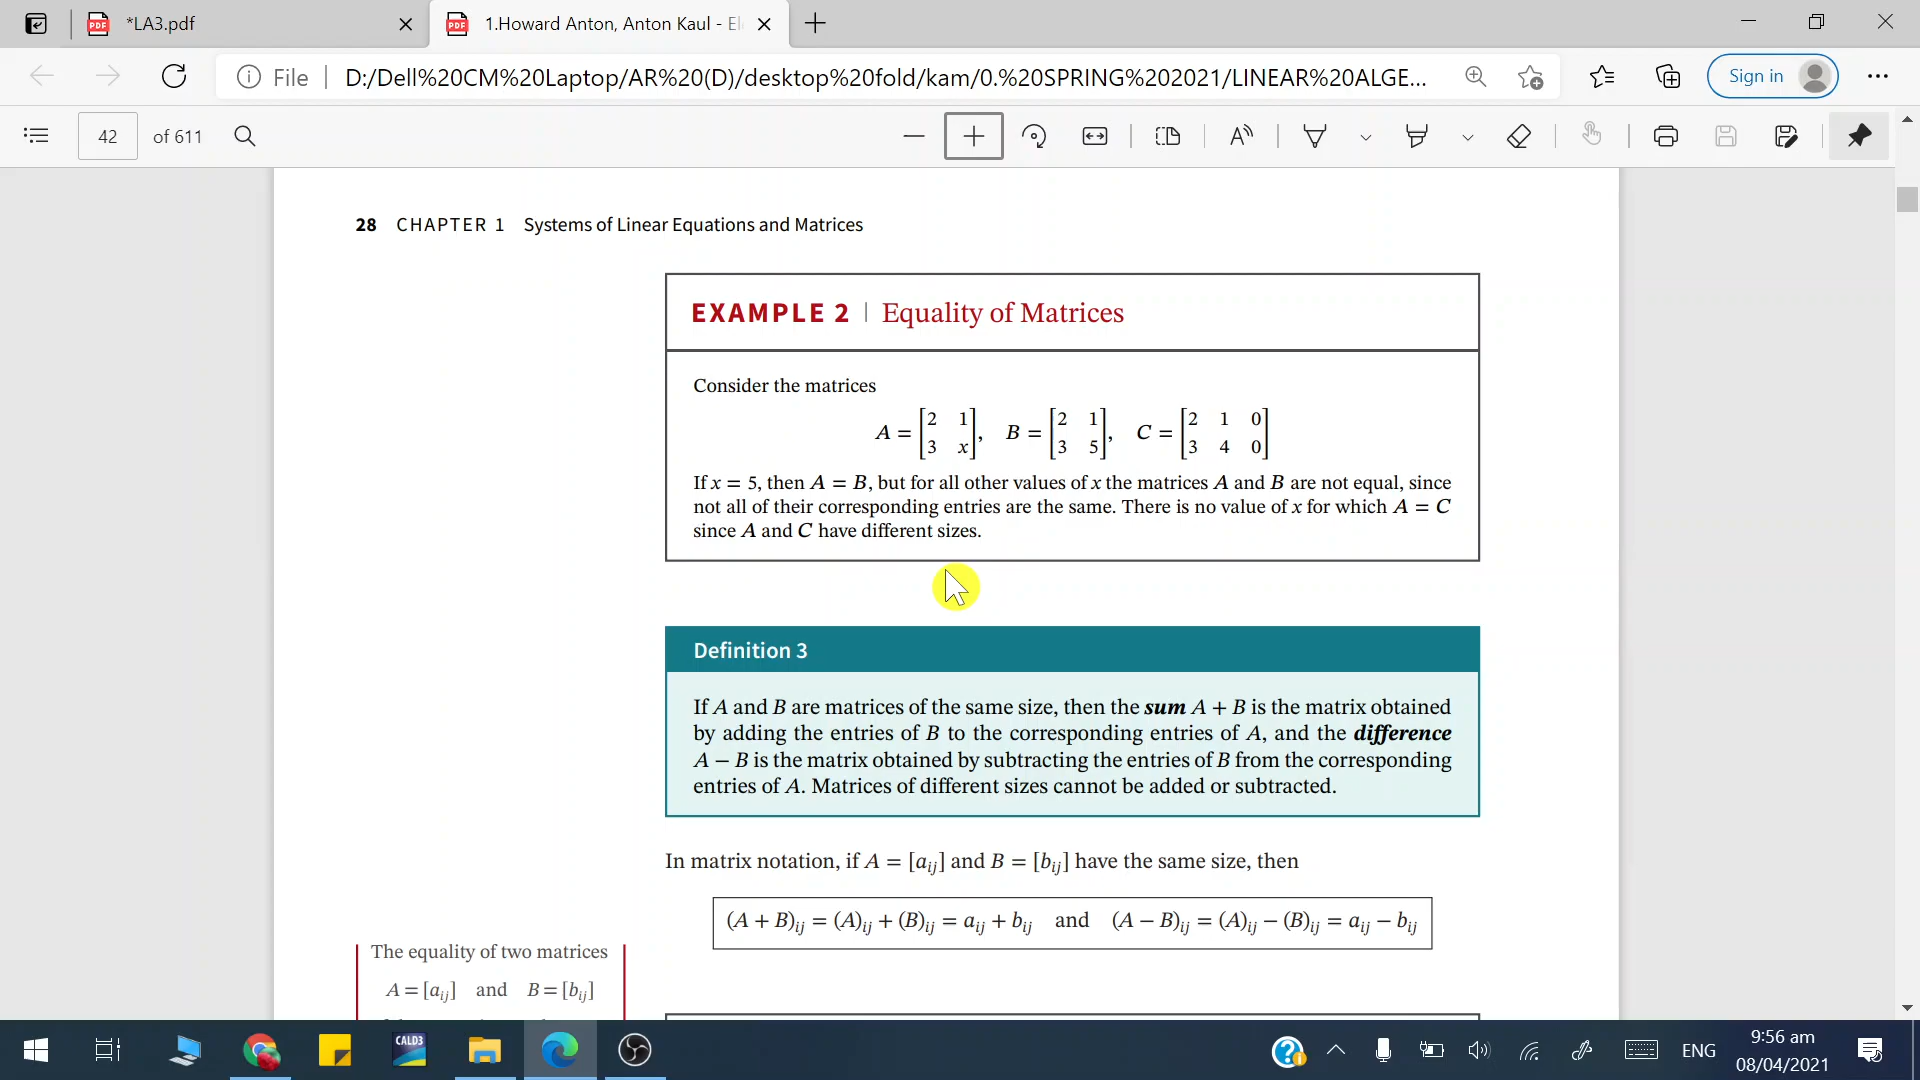 *LA3.pdf
1.Howard Anton, Anton Kaul - El
File
D:/Dell%20CM%20Laptop/AR%20(D)/desktop%20fold/kam/0.%20SPRING%202021/LINEAR%20ALGE...
Sign in
42 of 611
28 CHAPTER 1 Systems of Linear Equations and Matrices
EXAMPLE 2 | Equality of Matrices
Consider the matrices
A = [2 1; 3 x], B = [2 1; 3 5], C = [2 1 0; 3 4 0]
If x = 5, then A = B, but for all other values of x the matrices A and B are not equal, since
not all of their corresponding entries are the same. There is no value of x for which A = C
since A and C have different sizes.
Definition 3
If A and B are matrices of the same size, then the sum A + B is the matrix obtained
by adding the entries of B to the corresponding entries of A, and the difference
A − B is the matrix obtained by subtracting the entries of B from the corresponding
entries of A. Matrices of different sizes cannot be added or subtracted.
In matrix notation, if A = [aij] and B = [bij] have the same size, then
(A + B)ij = (A)ij + (B)ij = aij + bij and (A − B)ij = (A)ij − (B)ij = aij − bij
The equality of two matrices
A = [aij] and B = [bij]
CALD3
ENG
9:56 am
08/04/2021